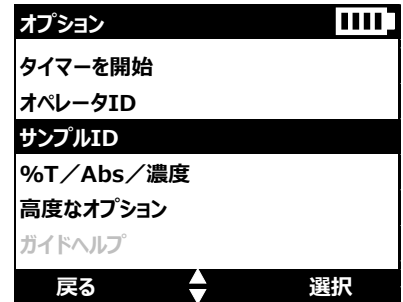 オプション
タイマーを開始
オペレータID
サンプルID
%T／Abs／濃度
高度なオプション
ガイドヘルプ
戻る 選択